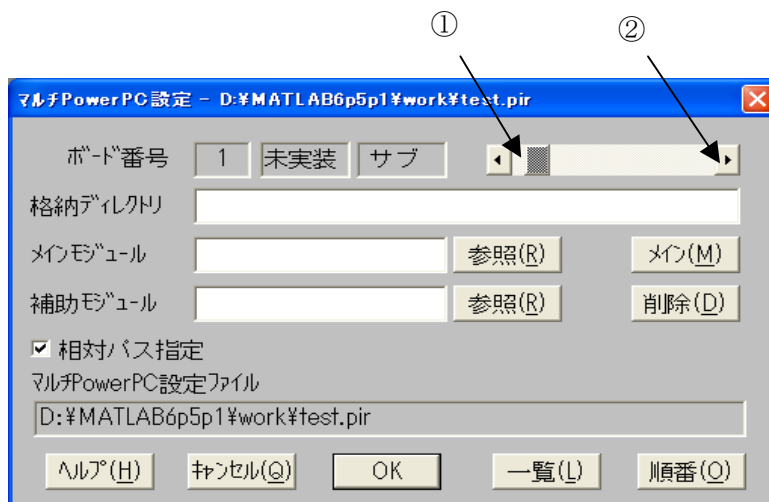 ① ②
ﾏﾙﾁPowerPC設定 - D:¥MATLAB6p5p1¥work¥test.pir
ﾎﾞｰﾄﾞ番号 1 未実装 サブ
格納ﾃﾞｨﾚｸﾄﾘ
ﾒｲﾝﾓｼﾞｭｰﾙ 参照(R) ﾒｲﾝ(M)
補助ﾓｼﾞｭｰﾙ 参照(R) 削除(D)
相対パス指定
ﾏﾙﾁPowerPC設定ﾌｧｲﾙ
D:¥MATLAB6p5p1¥work¥test.pir
ﾍﾙﾌﾟ(H) ｷｬﾝｾﾙ(Q) OK 一覧(L) 順番(O)